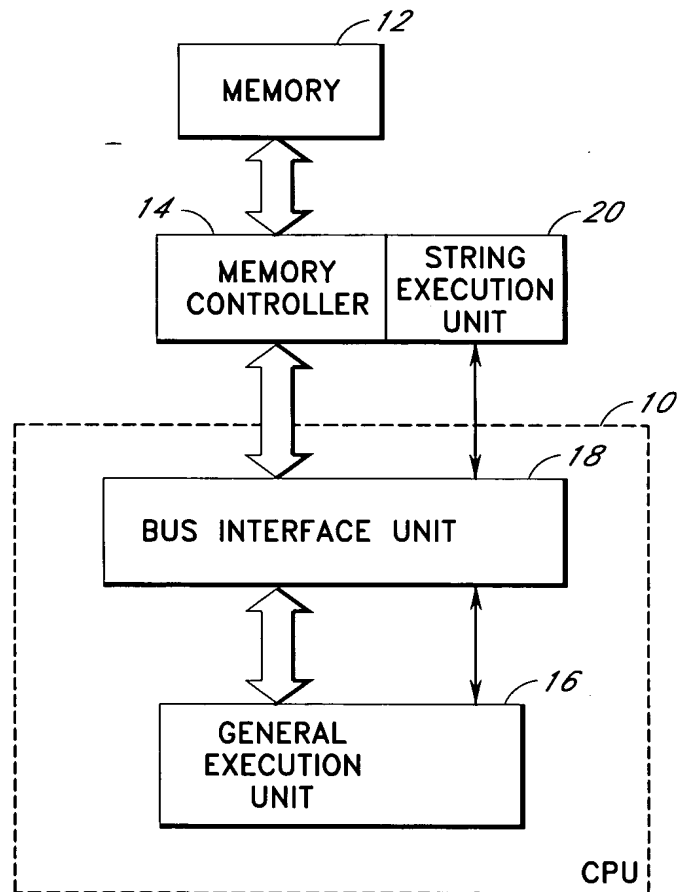 12
MEMORY
14
20
MEMORY
CONTROLLER
STRING
EXECUTION
UNIT
10
18
BUS INTERFACE UNIT
16
GENERAL
EXECUTION
UNIT
CPU